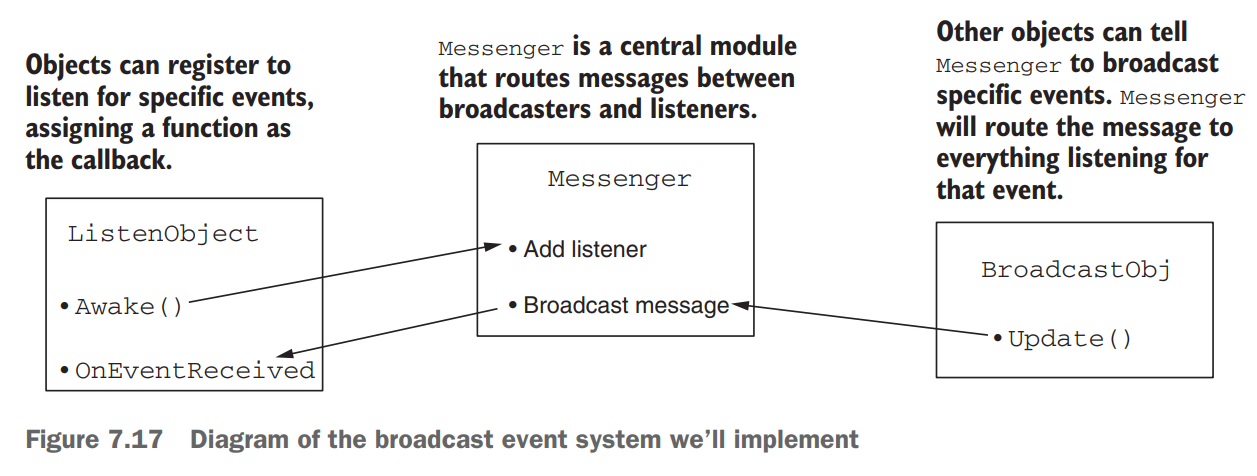 Objects can register to
listen for specific events,
assigning a function as
the callback.
Messenger is a central module
that routes messages between
broadcasters and listeners.
Other objects can tell
Messenger to broadcast
specific events. Messenger
will route the message to
everything listening for
that event.
ListenObject
• Awake()
• OnEventReceived
Messenger
• Add listener
• Broadcast message
BroadcastObj
• Update()
Figure 7.17 Diagram of the broadcast event system we'll implement